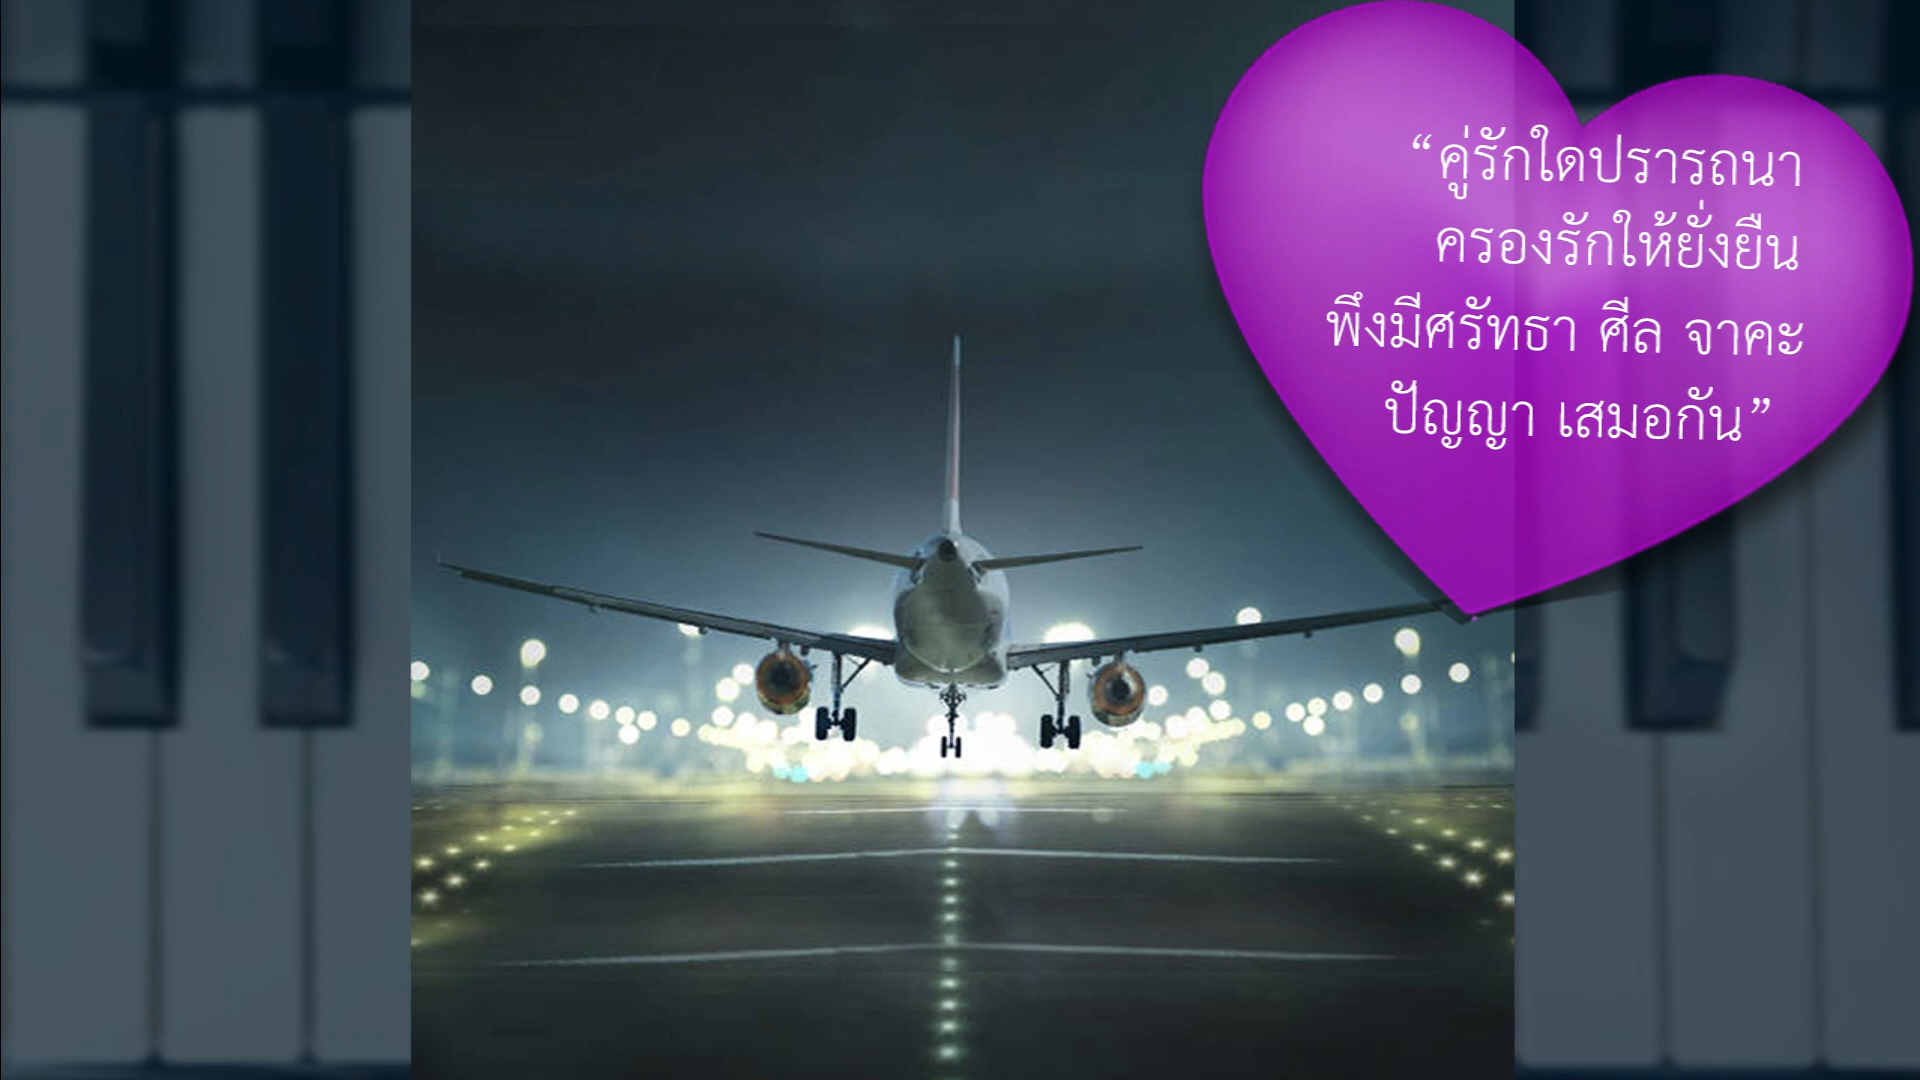 “คู่รักใดปรารถนา
ครองรักให้ยั่งยืน
พึงมีศรัทธา ศีล จาคะ
ปัญญา เสมอกัน”